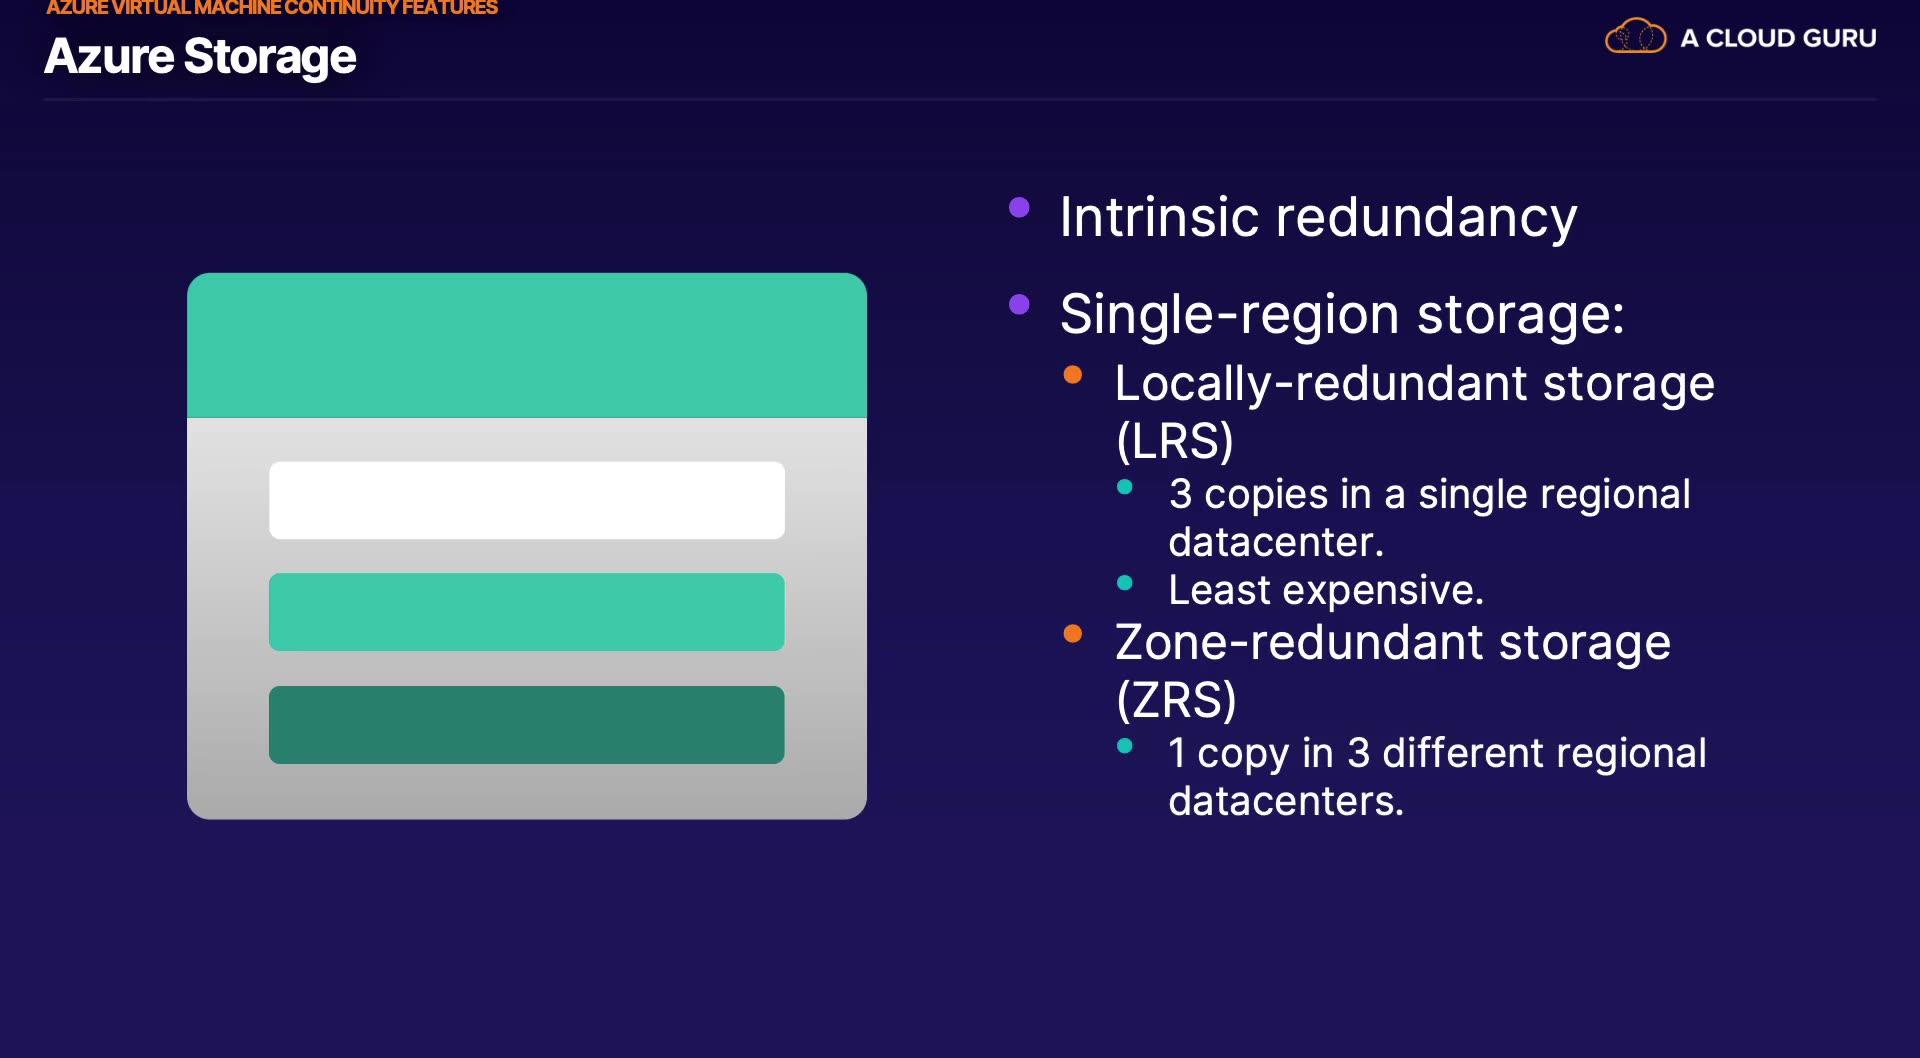 AZURE VIRTUAL MACHINE CONTINUITY FEATURES
Azure Storage
A CLOUD GURU
Intrinsic redundancy
Single-region storage:
Locally-redundant storage
(LRS)
3 copies in a single regional
datacenter.
Least expensive.
Zone-redundant storage
(ZRS)
1 copy in 3 different regional
datacenters.